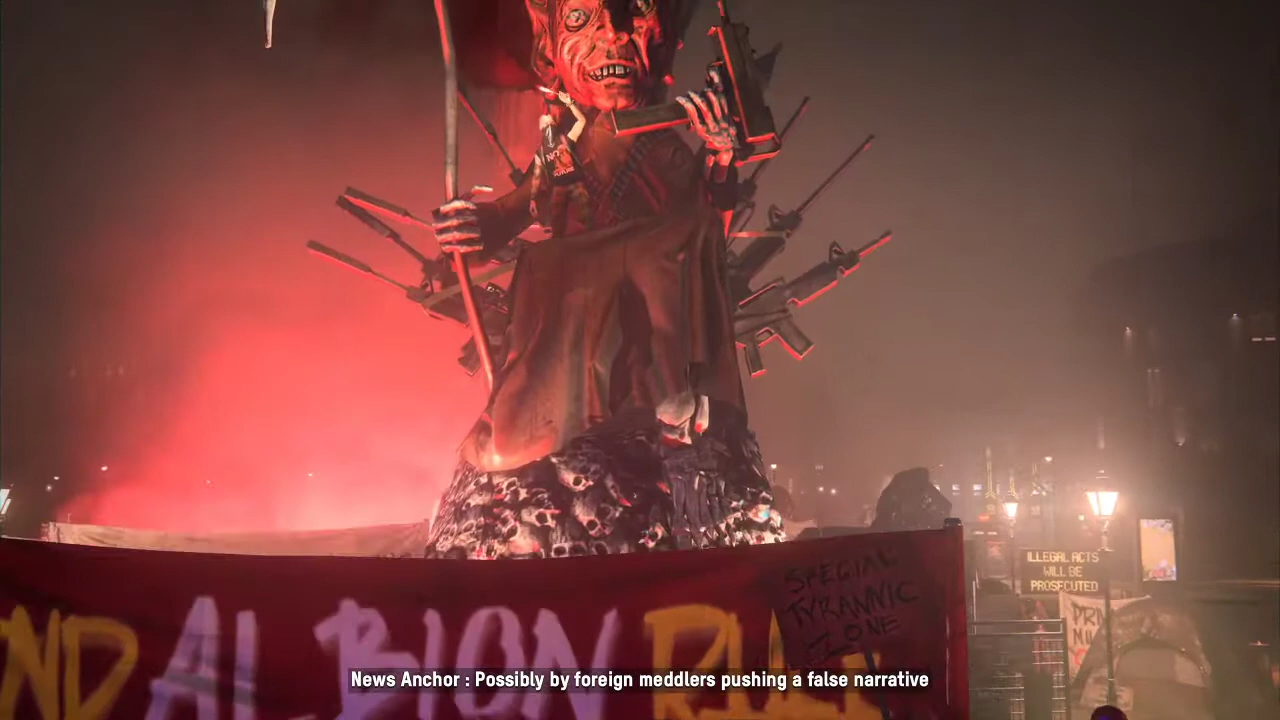 NO
FUTURE
ILLEGAL ACTS
WILL BE
PROSECUTED
SPECIAL
TYRANNIC
ZONE
ALBION
News Anchor : Possibly by foreign meddlers pushing a false narrative